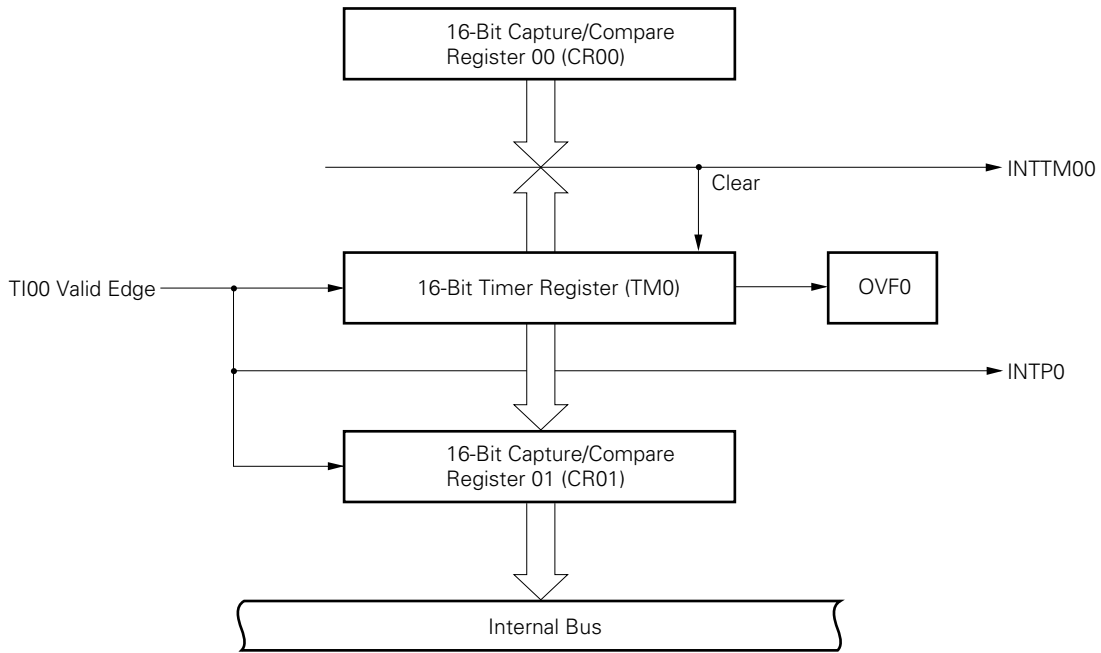 16-Bit Capture/Compare
Register 00 (CR00)
INTTM00
Clear
TI00 Valid Edge
16-Bit Timer Register (TM0)
OVF0
INTP0
16-Bit Capture/Compare
Register 01 (CR01)
Internal Bus